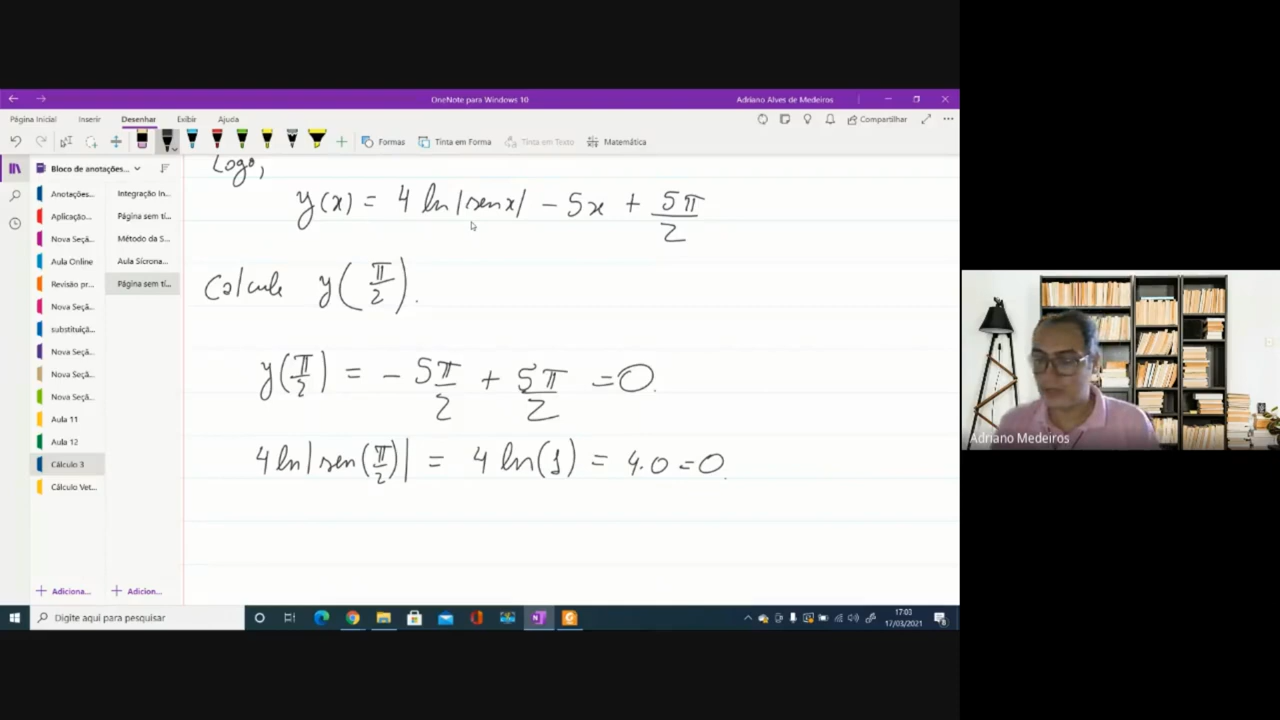 OneNote para Windows 10
Adriano Alves de Medeiros
Página Inicial
Inserir
Desenhar
Exibir
Ajuda
Compartilhar
Formas
Tinta em Forma
Tinta em Texto
Matemática
Bloco de anotações...
Anotações...
Aplicação...
Nova Seçã...
Aula Online
Revisão pr...
Nova Seçã...
substituiçã...
Nova Seçã...
Nova Seçã...
Nova Seçã...
Aula 11
Aula 12
Cálculo 3
Cálculo Vet...
Adiciona...
Integração In...
Página sem tí...
Método da S...
Aula Síncrona...
Página sem tí...
Adicion...
Logo,
y(x) = 4 ln|sen x| - 5x + 5π/2
Calcule y(π/2).
y(π/2) = - 5π/2 + 5π/2 = 0.
4 ln|sen(π/2)| = 4 ln(1) = 4.0 = 0.
Adriano Medeiros
Digite aqui para pesquisar
17:03
17/03/2021